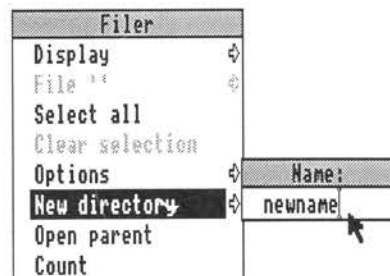 Filer
Display
File ''
Select all
Clear selection
Options
Name:
New directory
newname
Open parent
Count